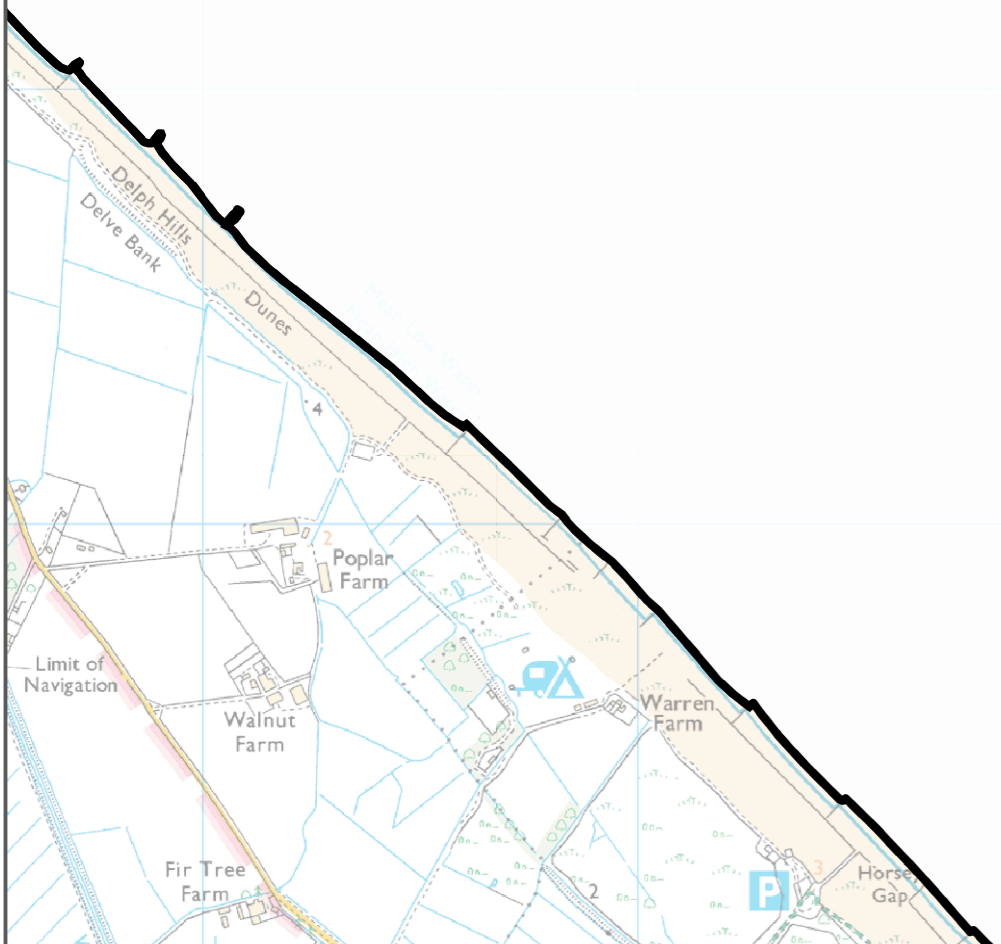 Delph Hills
Delve Bank
Dunes
4
2
Poplar
Farm
Limit of
Navigation
Walnut
Farm
Warren
Farm
Fir Tree
Farm
P
3
Horse
Gap
2